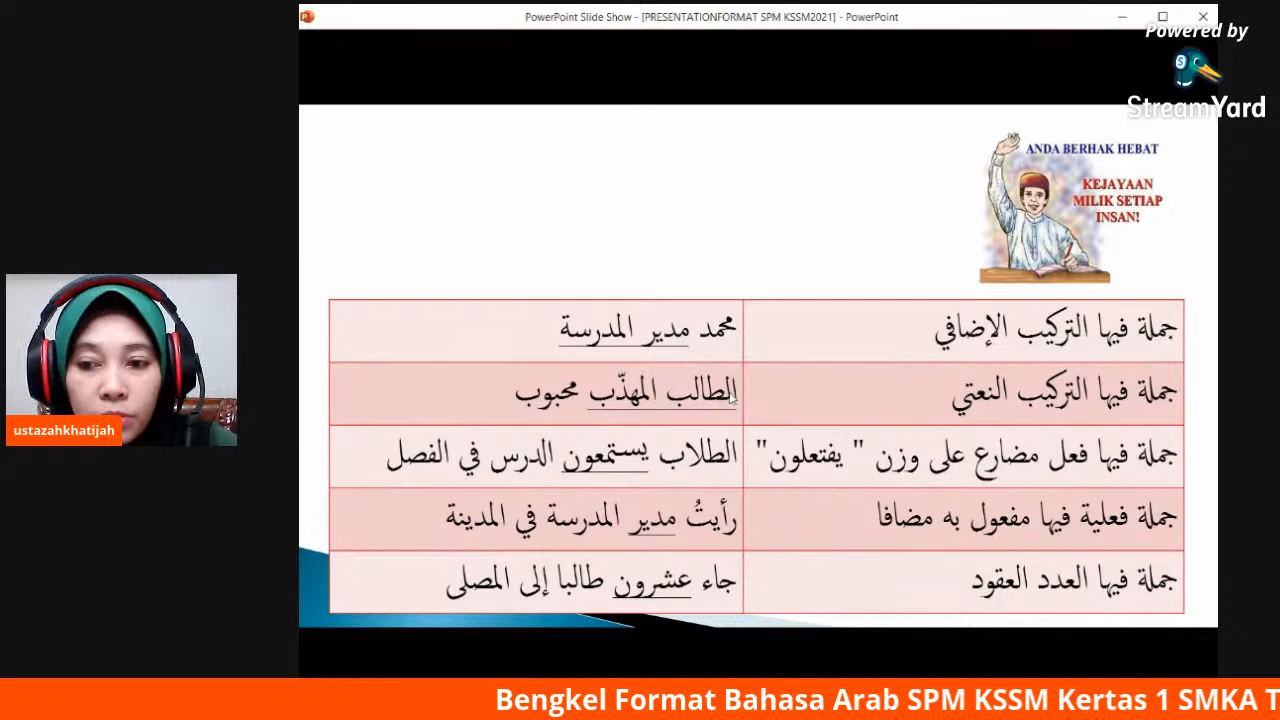 PowerPoint Slide Show - [PRESENTATIONFORMAT SPM KSSM2021] - PowerPoint
Powered by
StreamYard
ANDA BERHAK HEBAT
KEJAYAAN
MILIK SETIAP
INSAN!
جملة فيها التركيب الإضافي
محمد مدير المدرسة
جملة فيها التركيب النعتي
الطالب المهذّب محبوب
جملة فيها فعل مضارع على وزن " يفتعلون"
الطلاب يستمعون الدرس في الفصل
جملة فعلية فيها مفعول به مضافا
رأيتُ مدير المدرسة في المدينة
جملة فيها العدد العقود
جاء عشرون طالبا إلى المصلى
ustazahkhatijah
Bengkel Format Bahasa Arab SPM KSSM Kertas 1 SMKA T